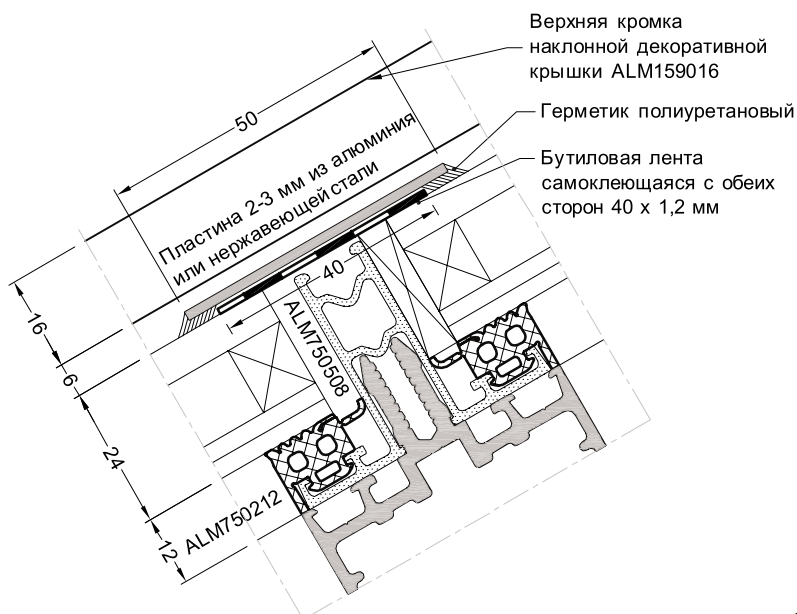 Верхняя кромка
наклонной декоративной
крышки ALM159016
50
Герметик полиуретановый
Пластина 2-3 мм из алюминия
или нержавеющей стали
Бутиловая лента
самоклеющаяся с обеих
сторон 40 x 1,2 мм
40
16
ALM750508
6
24
ALM750212
12